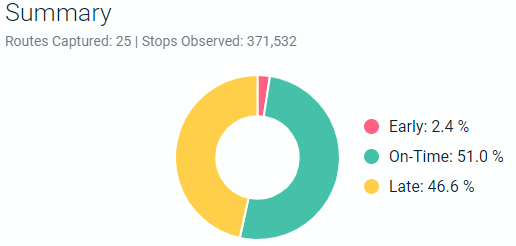 Summary
Routes Captured: 25 | Stops Observed: 371,532
Early: 2.4 %
On-Time: 51.0 %
Late: 46.6 %